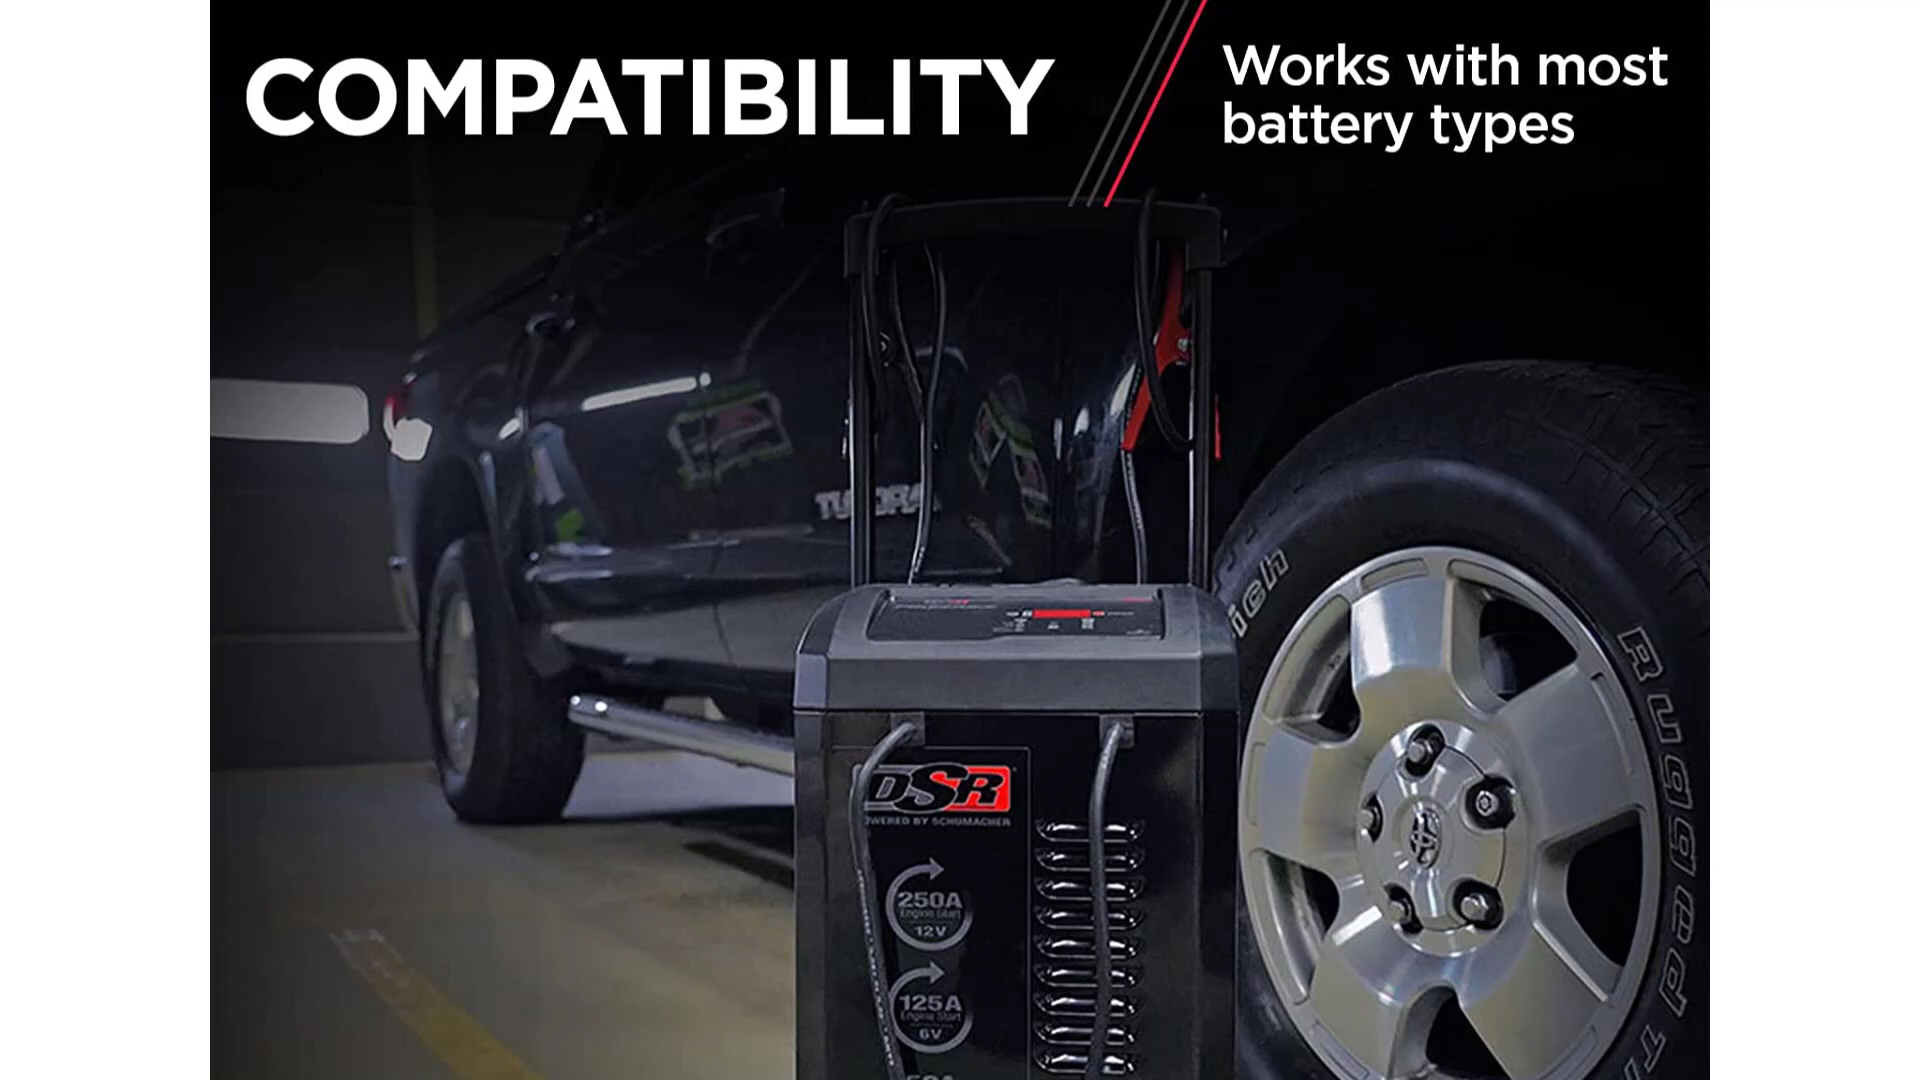 COMPATIBILITY
Works with most
battery types
TUNDRA
ich
Rugged T
DSR
POWERED BY SCHUMACHER
250A
Engine Start
12V
125A
Engine Start
6V